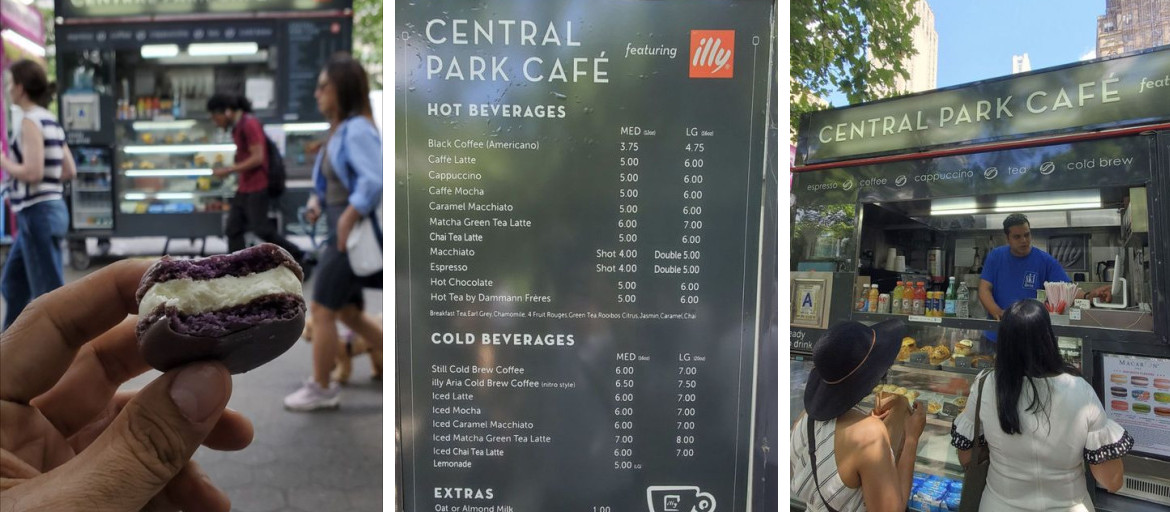 CENTRAL
PARK CAFÉ
featuring
illy
HOT BEVERAGES
MED LG
Black Coffee (Americano) 3.75 4.75
Caffe Latte 5.00 6.00
Cappuccino 5.00 6.00
Caffe Mocha 5.00 6.00
Caramel Macchiato 5.00 6.00
Matcha Green Tea Latte 6.00 7.00
Chai Tea Latte 5.00 6.00
Macchiato Shot 4.00 Double 5.00
Espresso Shot 4.00 Double 5.00
Hot Chocolate 5.00 6.00
Hot Tea by Dammann Frères 5.00 6.00
Breakfast Tea, Earl Grey, Chamomile, 4 Fruit Rouges, Green Tea, Rooibos Citrus, Jasmin, Caramel, Chai
COLD BEVERAGES
MED LG
Still Cold Brew Coffee 6.00 7.00
illy Aria Cold Brew Coffee (nitro style) 6.50 7.50
Iced Latte 6.00 7.00
Iced Mocha 6.00 7.00
Iced Caramel Macchiato 6.00 7.00
Iced Matcha Green Tea Latte 7.00 8.00
Iced Chai Tea Latte 6.00 7.00
Lemonade 5.00 LG
EXTRAS
Oat or Almond Milk 1.00
illy
CENTRAL PARK CAFÉ feat
espresso coffee cappuccino tea cold brew
A
eady
drink